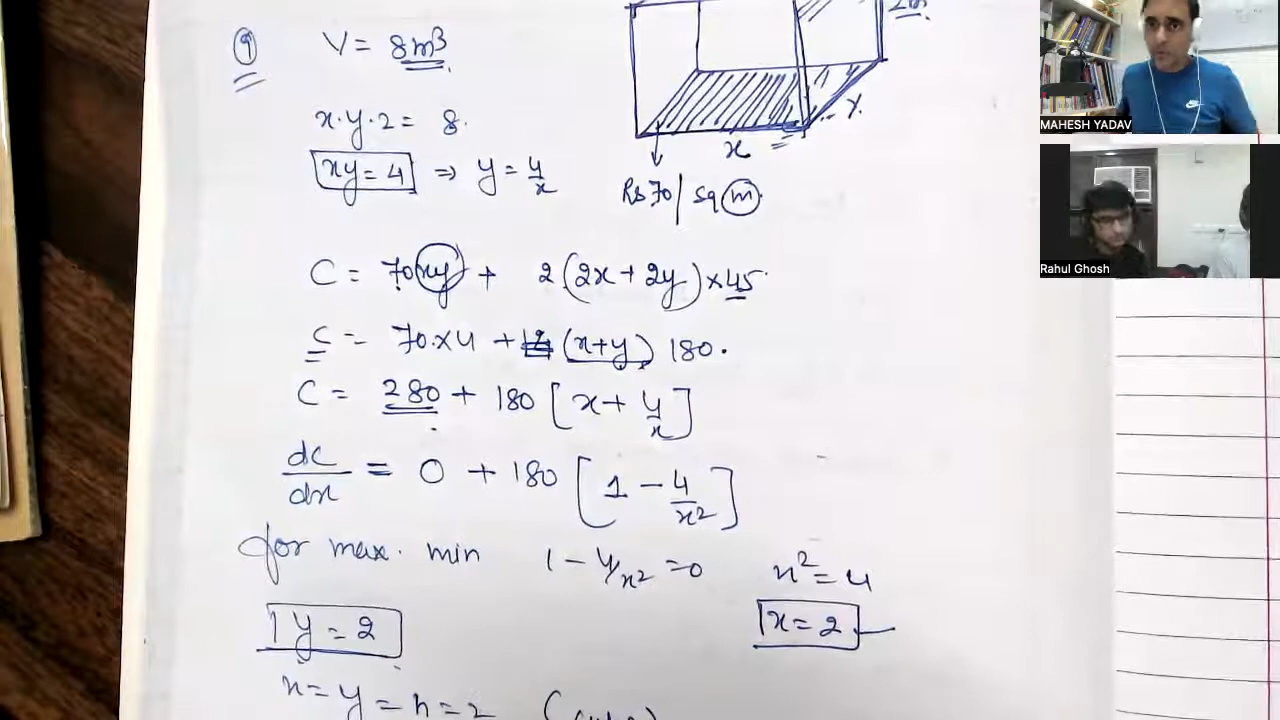 9
V = 8m³
2m.
x·y·2 = 8.
xy = 4 ⇒ y = 4/x
x
y.
Rs 70 | sq m.
C = 70xy + 2(2x + 2y) × 45
C = 70×4 + (x+y) 180.
C = 280 + 180 [x + 4/x]
dc/dx = 0 + 180 [1 - 4/x²]
for max. min 1 - 4/x² = 0 x² = 4
y = 2 x = 2
x = y = h = 2
MAHESH YADAV
Rahul Ghosh